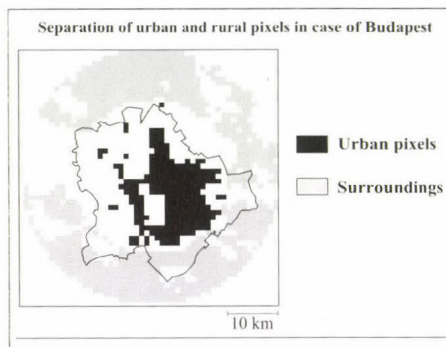 Separation of urban and rural pixels in case of Budapest
Urban pixels
Surroundings
10 km